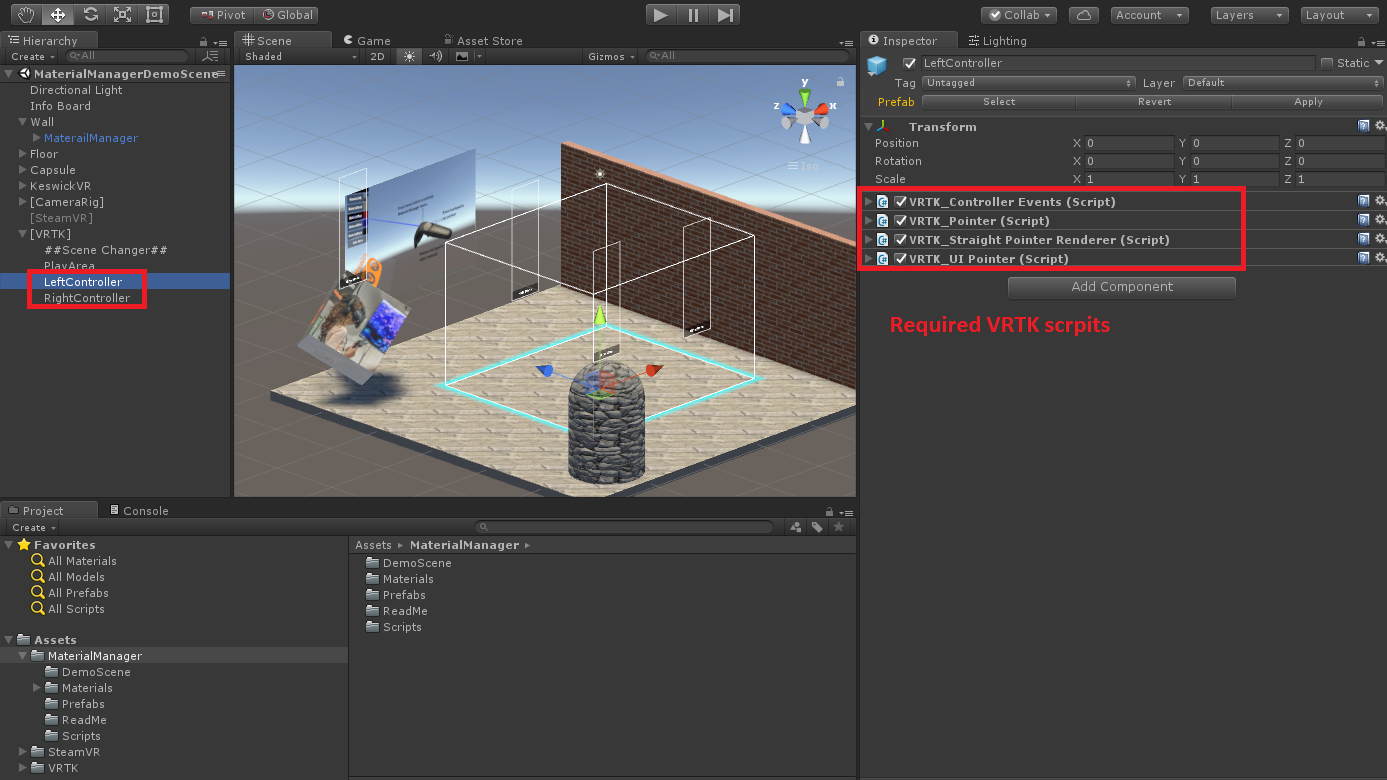 Pivot Global Collab Account Layers Layout
Hierarchy
Create All
MaterialManagerDemoScene
Directional Light
Info Board
Wall
MaterailManager
Floor
Capsule
KeswickVR
[CameraRig]
[SteamVR]
[VRTK]
##Scene Changer##
PlayArea
LeftController
RightController
Scene Game Asset Store
Shaded 2D Gizmos All
y
z x
Iso
Inspector Lighting
LeftController Static
Tag Untagged Layer Default
Prefab Select Revert Apply
Transform
Position X 0 Y 0 Z 0
Rotation X 0 Y 0 Z 0
Scale X 1 Y 1 Z 1
VRTK_Controller Events (Script)
VRTK_Pointer (Script)
VRTK_Straight Pointer Renderer (Script)
VRTK_UI Pointer (Script)
Add Component
Required VRTK scrpits
Project Console
Create
Favorites
All Materials
All Models
All Prefabs
All Scripts
Assets
MaterialManager
DemoScene
Materials
Prefabs
ReadMe
Scripts
SteamVR
VRTK
Assets ▸ MaterialManager ▸
DemoScene
Materials
Prefabs
ReadMe
Scripts